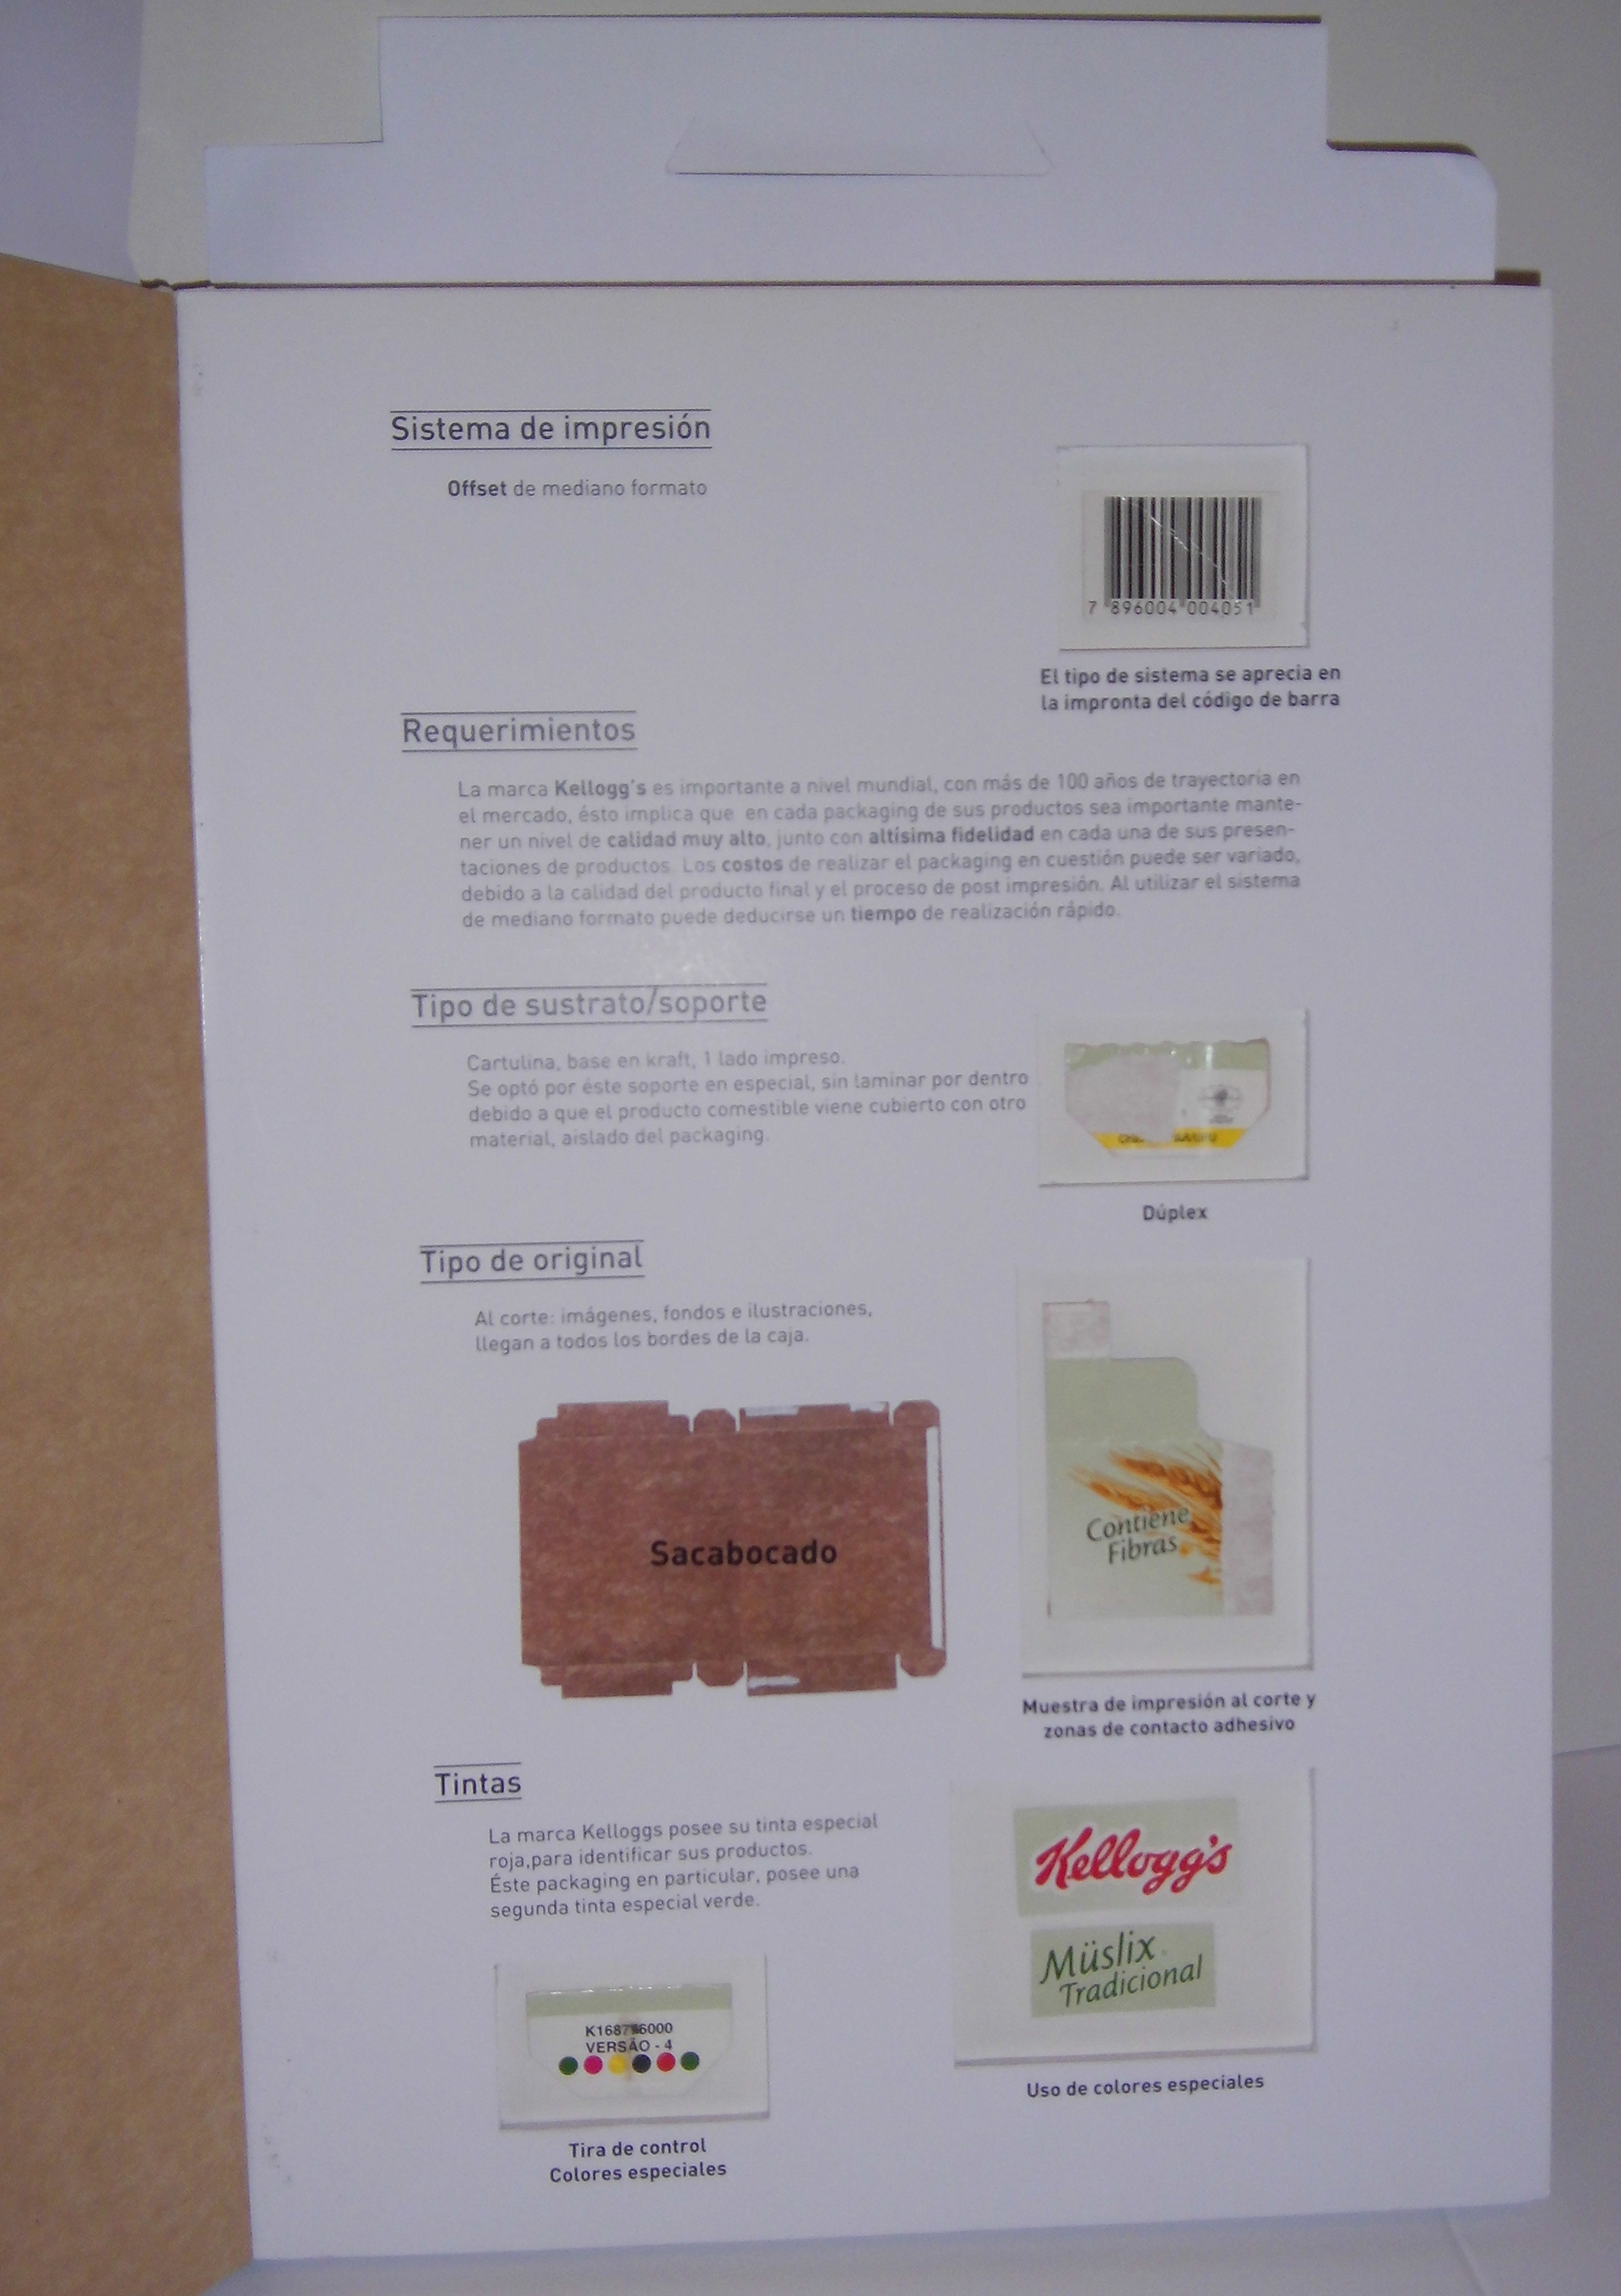 Sistema de impresión
Offset de mediano formato
7 896004 004051
El tipo de sistema se aprecia en
la impronta del código de barra
Requerimientos
La marca Kellogg's es importante a nivel mundial, con más de 100 años de trayectoria en
el mercado, ésto implica que en cada packaging de sus productos sea importante mante-
ner un nivel de calidad muy alto, junto con altísima fidelidad en cada una de sus presen-
taciones de productos. Los costos de realizar el packaging en cuestión puede ser variado,
debido a la calidad del producto final y el proceso de post impresión. Al utilizar el sistema
de mediano formato puede deducirse un tiempo de realización rápido.
Tipo de sustrato/soporte
Cartulina, base en kraft, 1 lado impreso.
Se optó por éste soporte en especial, sin laminar por dentro
debido a que el producto comestible viene cubierto con otro
material, aislado del packaging.
Dúplex
Tipo de original
Al corte: imágenes, fondos e ilustraciones,
llegan a todos los bordes de la caja.
Sacabocado
Contiene
Fibras
Muestra de impresión al corte y
zonas de contacto adhesivo
Tintas
La marca Kelloggs posee su tinta especial
roja,para identificar sus productos.
Éste packaging en particular, posee una
segunda tinta especial verde.
Kellogg's
Müslix
Tradicional
Uso de colores especiales
VERSÃO - 4
Tira de control
Colores especiales